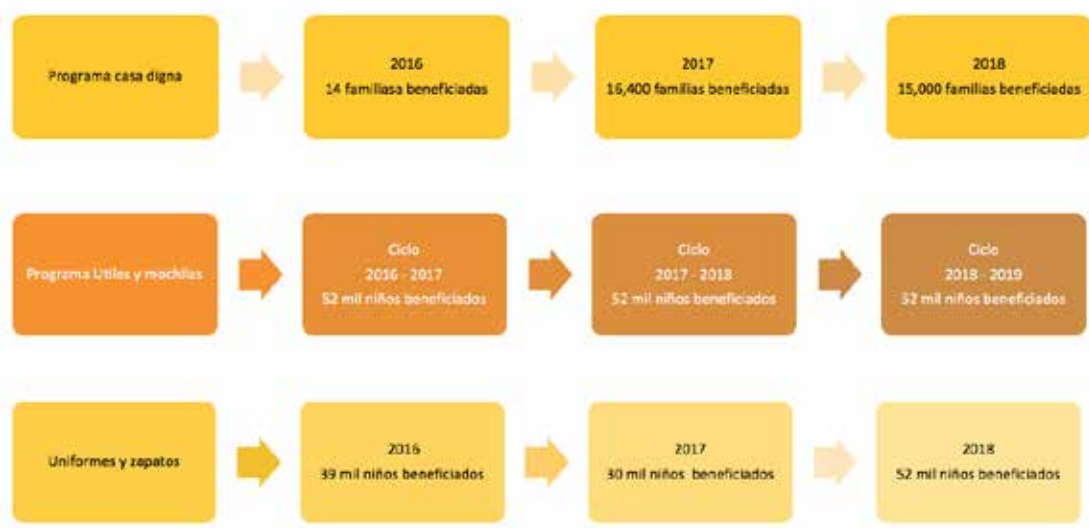 Programa casa digna
2016
14 familiasa beneficiadas
2017
16,400 familias beneficiadas
2018
15,000 familias beneficiadas
Programa Utiles y mochilas
Ciclo
2016 - 2017
52 mil niños beneficiados
Ciclo
2017 - 2018
52 mil niños beneficiados
Ciclo
2018 - 2019
52 mil niños beneficiados
Uniformes y zapatos
2016
39 mil niños beneficiados
2017
30 mil niños beneficiados
2018
52 mil niños beneficiados